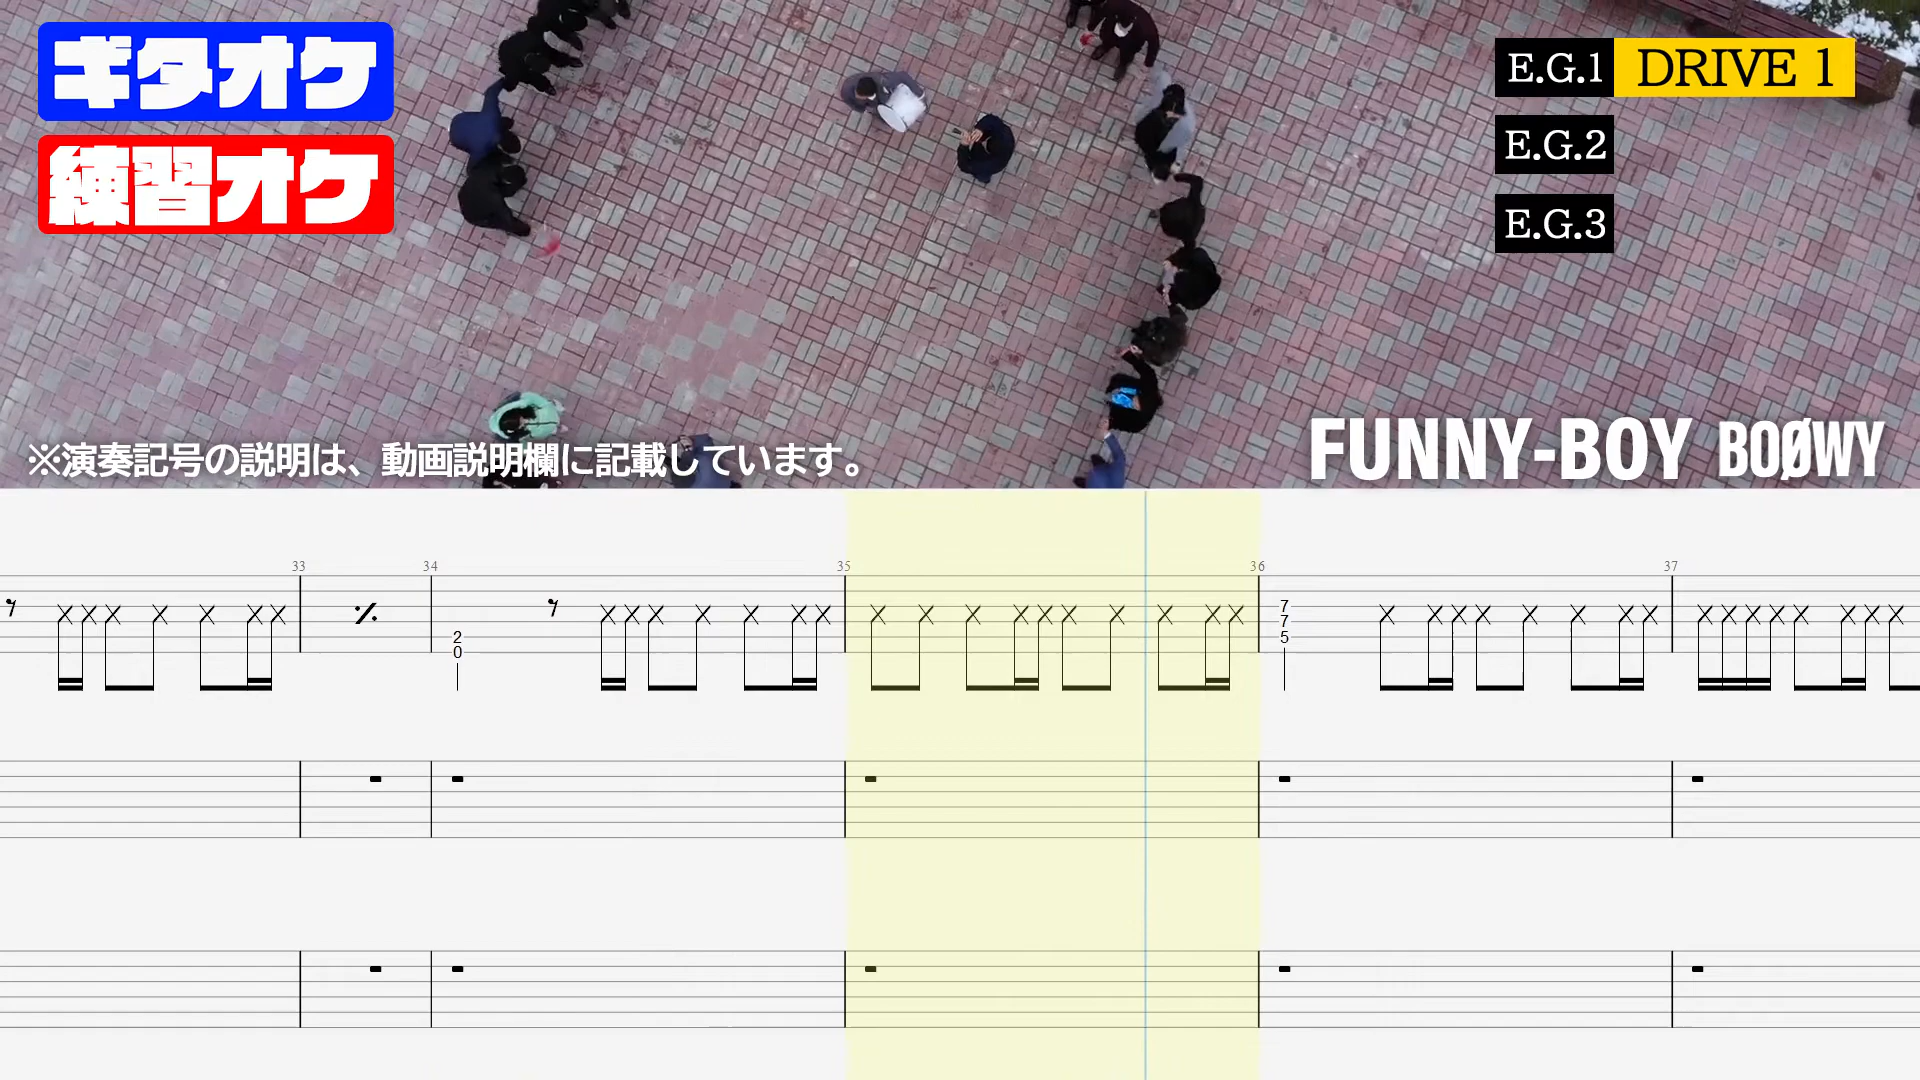 ギタオケ
練習オケ
E.G.1 DRIVE 1
E.G.2
E.G.3
※演奏記号の説明は、動画説明欄に記載しています。
FUNNY-BOY BOØWY
33 34 35 36 37
2
0
7
7
5